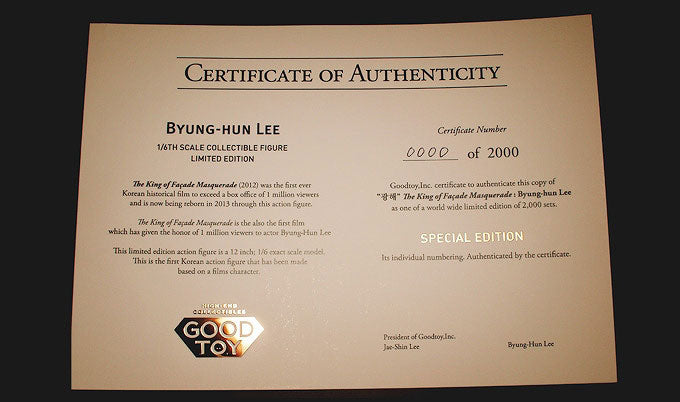 CERTIFICATE OF AUTHENTICITY
BYUNG-HUN LEE
1/6TH SCALE COLLECTIBLE FIGURE
LIMITED EDITION
The King of Façade Masquerade (2012) was the first ever
Korean historical film to exceed a box office of 1 million viewers
and is now being reborn in 2013 through this action figure.
The King of Façade Masquerade is the also the first film
which has given the honor of 1 million viewers to actor Byung-Hun Lee
This limited edition action figure is a 12 inch; 1/6 exact scale model.
This is the first Korean action figure that has been made
based on a films character.
HIGH-END
COLLECTIBLES
GOOD
TOY
Certificate Number
0000 of 2000
Goodtoy,Inc. certificate to authenticate this copy of
"광해" The King of Façade Masquerade : Byung-hun Lee
as one of a world wide limited edition of 2,000 sets.
SPECIAL EDITION
Its individual numbering. Authenticated by the certificate.
President of Goodtoy,Inc.
Jae-Shin Lee
Byung-Hun Lee